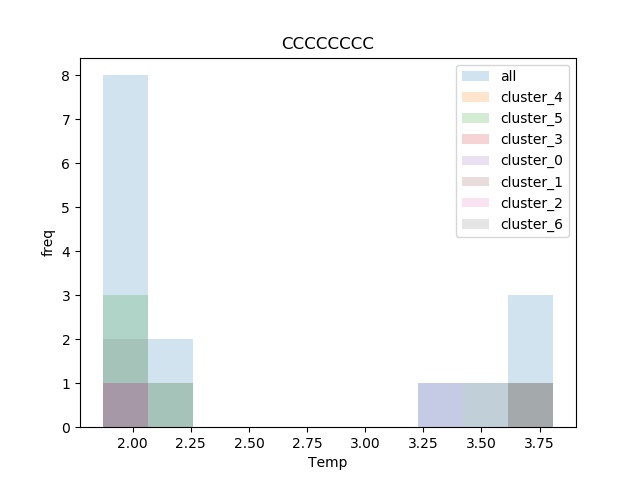 CCCCCCCC
all
cluster_4
cluster_5
cluster_3
cluster_0
cluster_1
cluster_2
cluster_6
8
7
6
5
4
3
2
1
0
freq
2.00 2.25 2.50 2.75 3.00 3.25 3.50 3.75
Temp